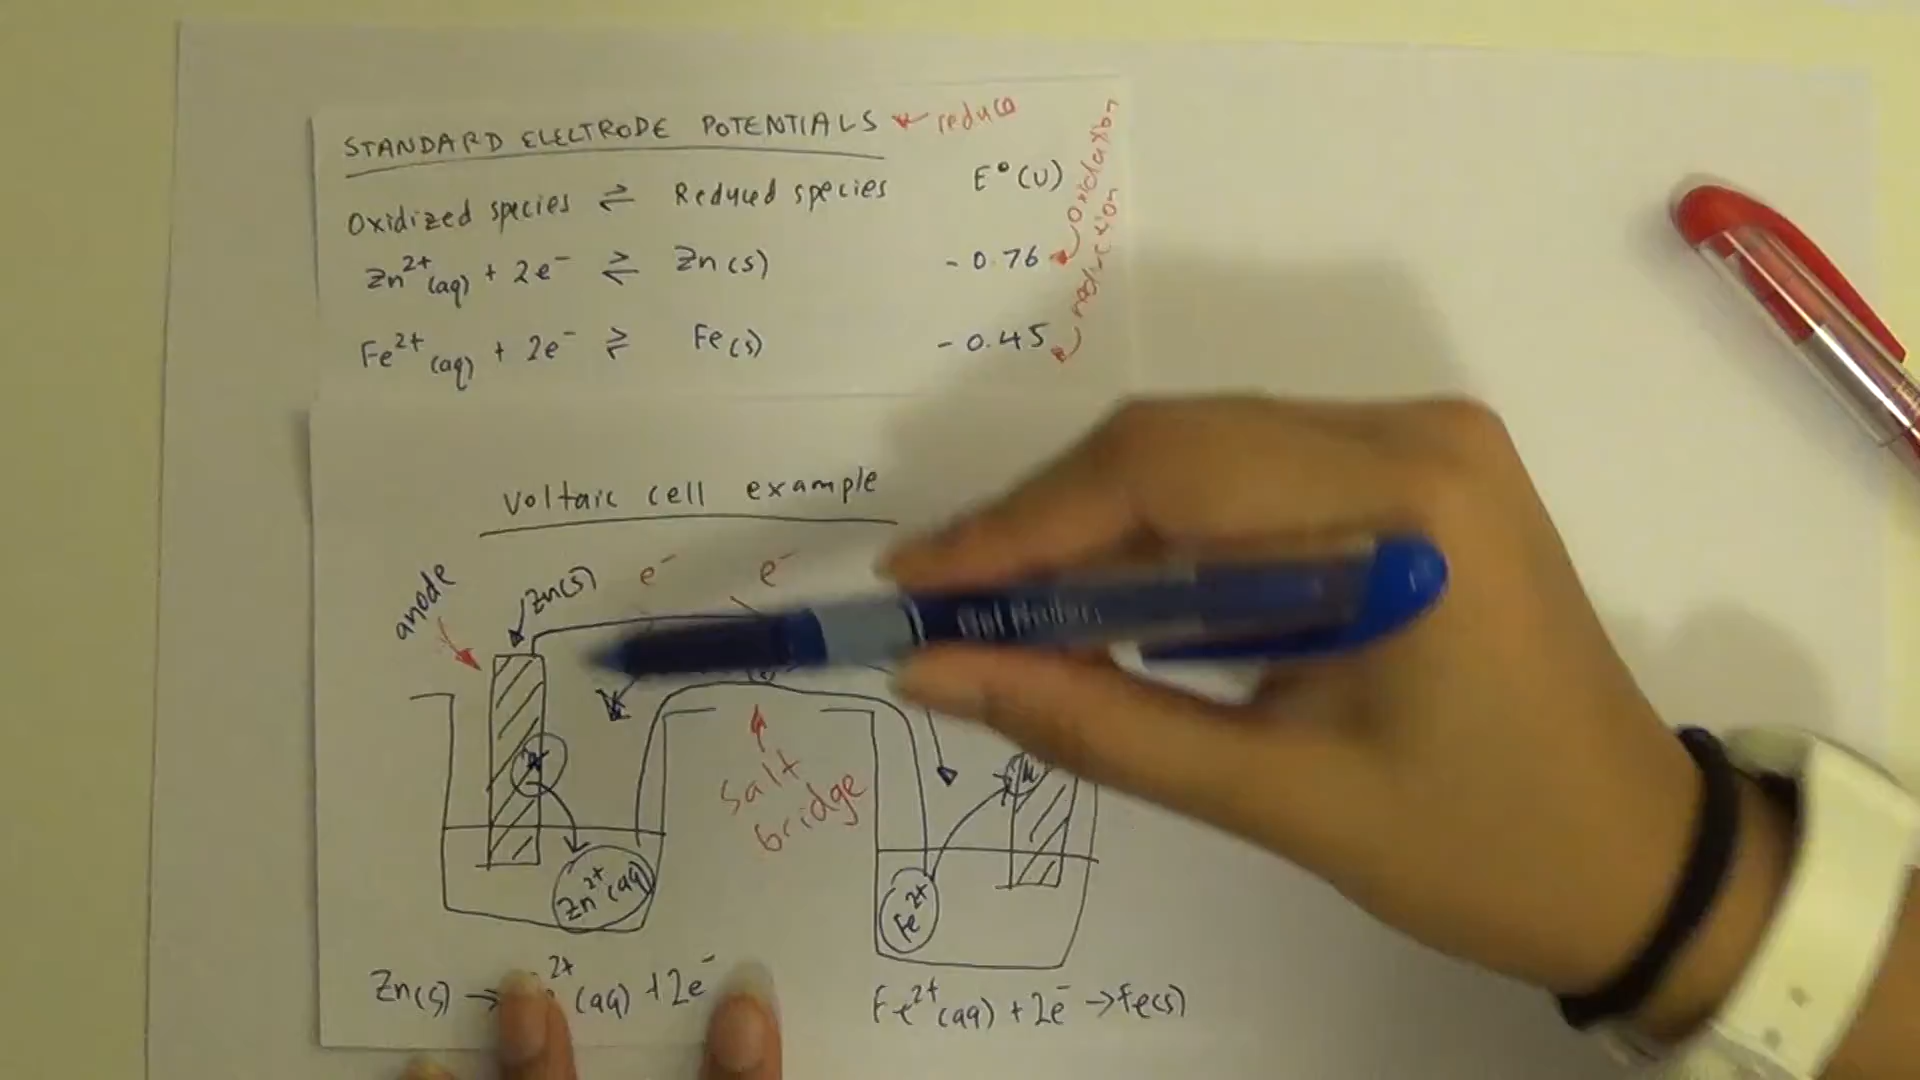 STANDARD ELECTRODE POTENTIALS reduce
Oxidized species ⇌ Reduced species E°(V)
Zn²⁺(aq) + 2e⁻ ⇌ Zn(s) - 0.76 oxidation
Fe²⁺(aq) + 2e⁻ ⇌ Fe(s) - 0.45 reduction
Voltaic cell example
anode
Zn(s) e⁻ e⁻
Salt
bridge
Zn²⁺(aq)
Fe²⁺
Zn(s) → ²⁺(aq) + 2e⁻
Fe²⁺(aq) + 2e⁻ → Fe(s)